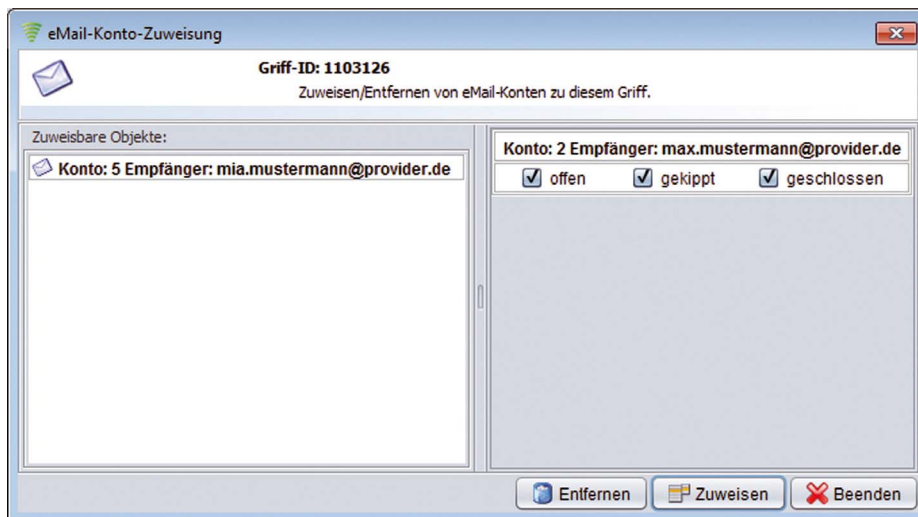 eMail-Konto-Zuweisung
Griff-ID: 1103126
Zuweisen/Entfernen von eMail-Konten zu diesem Griff.
Zuweisbare Objekte:
Konto: 5 Empfänger: mia.mustermann@provider.de
Konto: 2 Empfänger: max.mustermann@provider.de
offen gekippt geschlossen
Entfernen Zuweisen Beenden